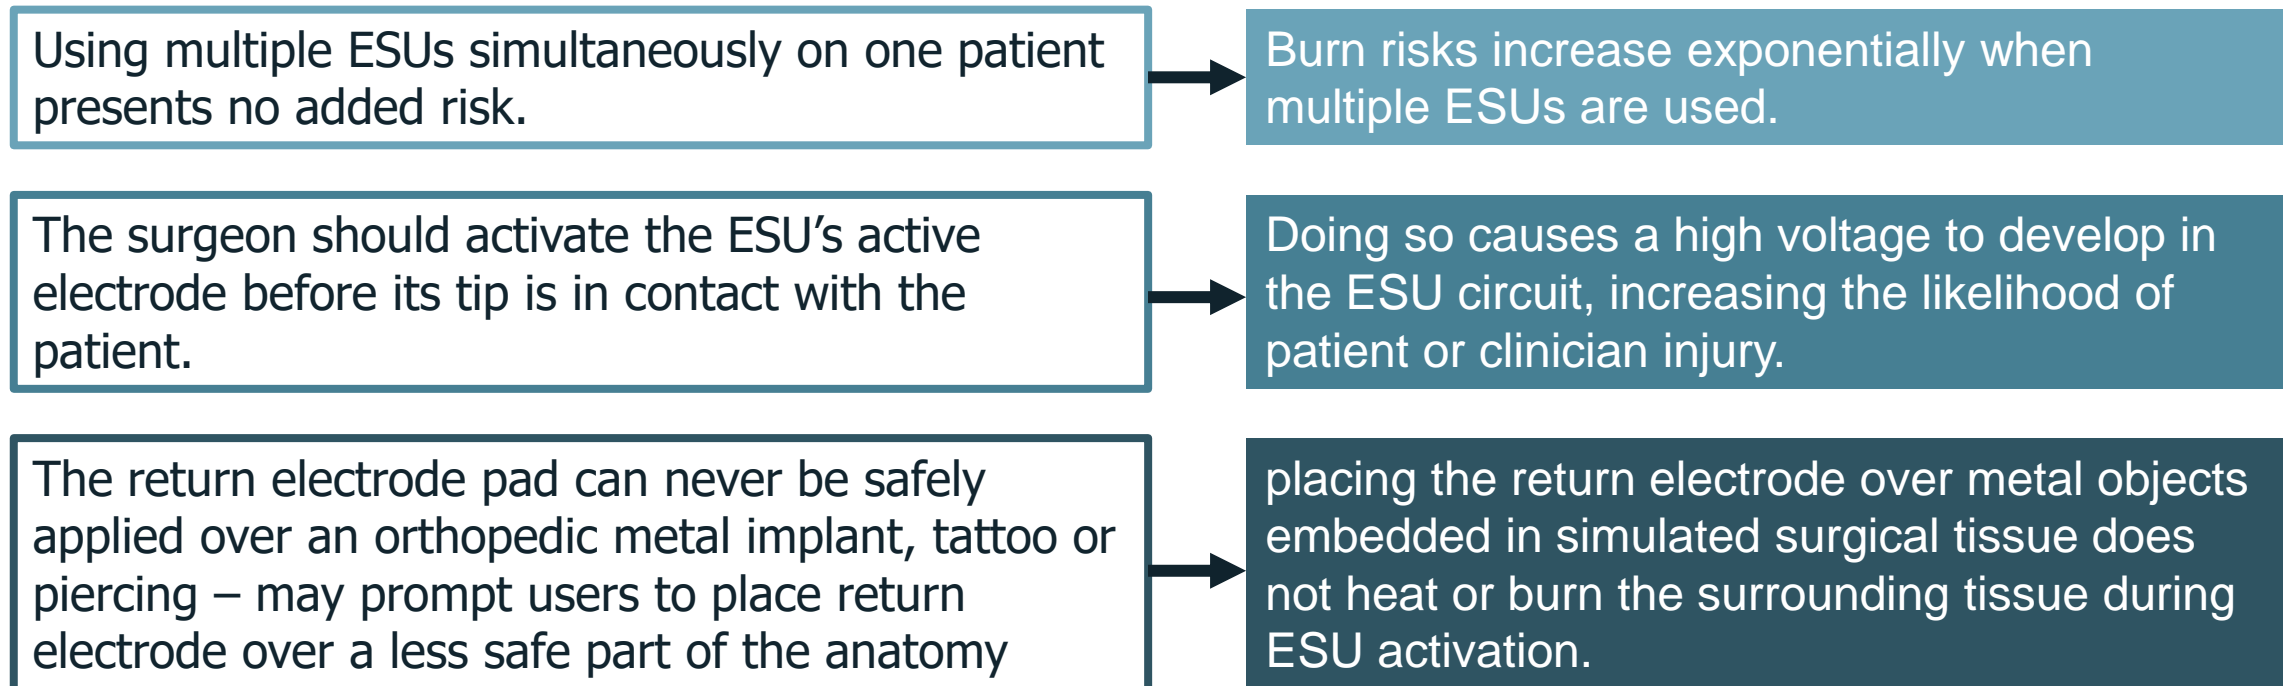 Using multiple ESUs simultaneously on one patient
presents no added risk.
Burn risks increase exponentially when
multiple ESUs are used.
The surgeon should activate the ESU’s active
electrode before its tip is in contact with the
patient.
Doing so causes a high voltage to develop in
the ESU circuit, increasing the likelihood of
patient or clinician injury.
The return electrode pad can never be safely
applied over an orthopedic metal implant, tattoo or
piercing – may prompt users to place return
electrode over a less safe part of the anatomy
placing the return electrode over metal objects
embedded in simulated surgical tissue does
not heat or burn the surrounding tissue during
ESU activation.